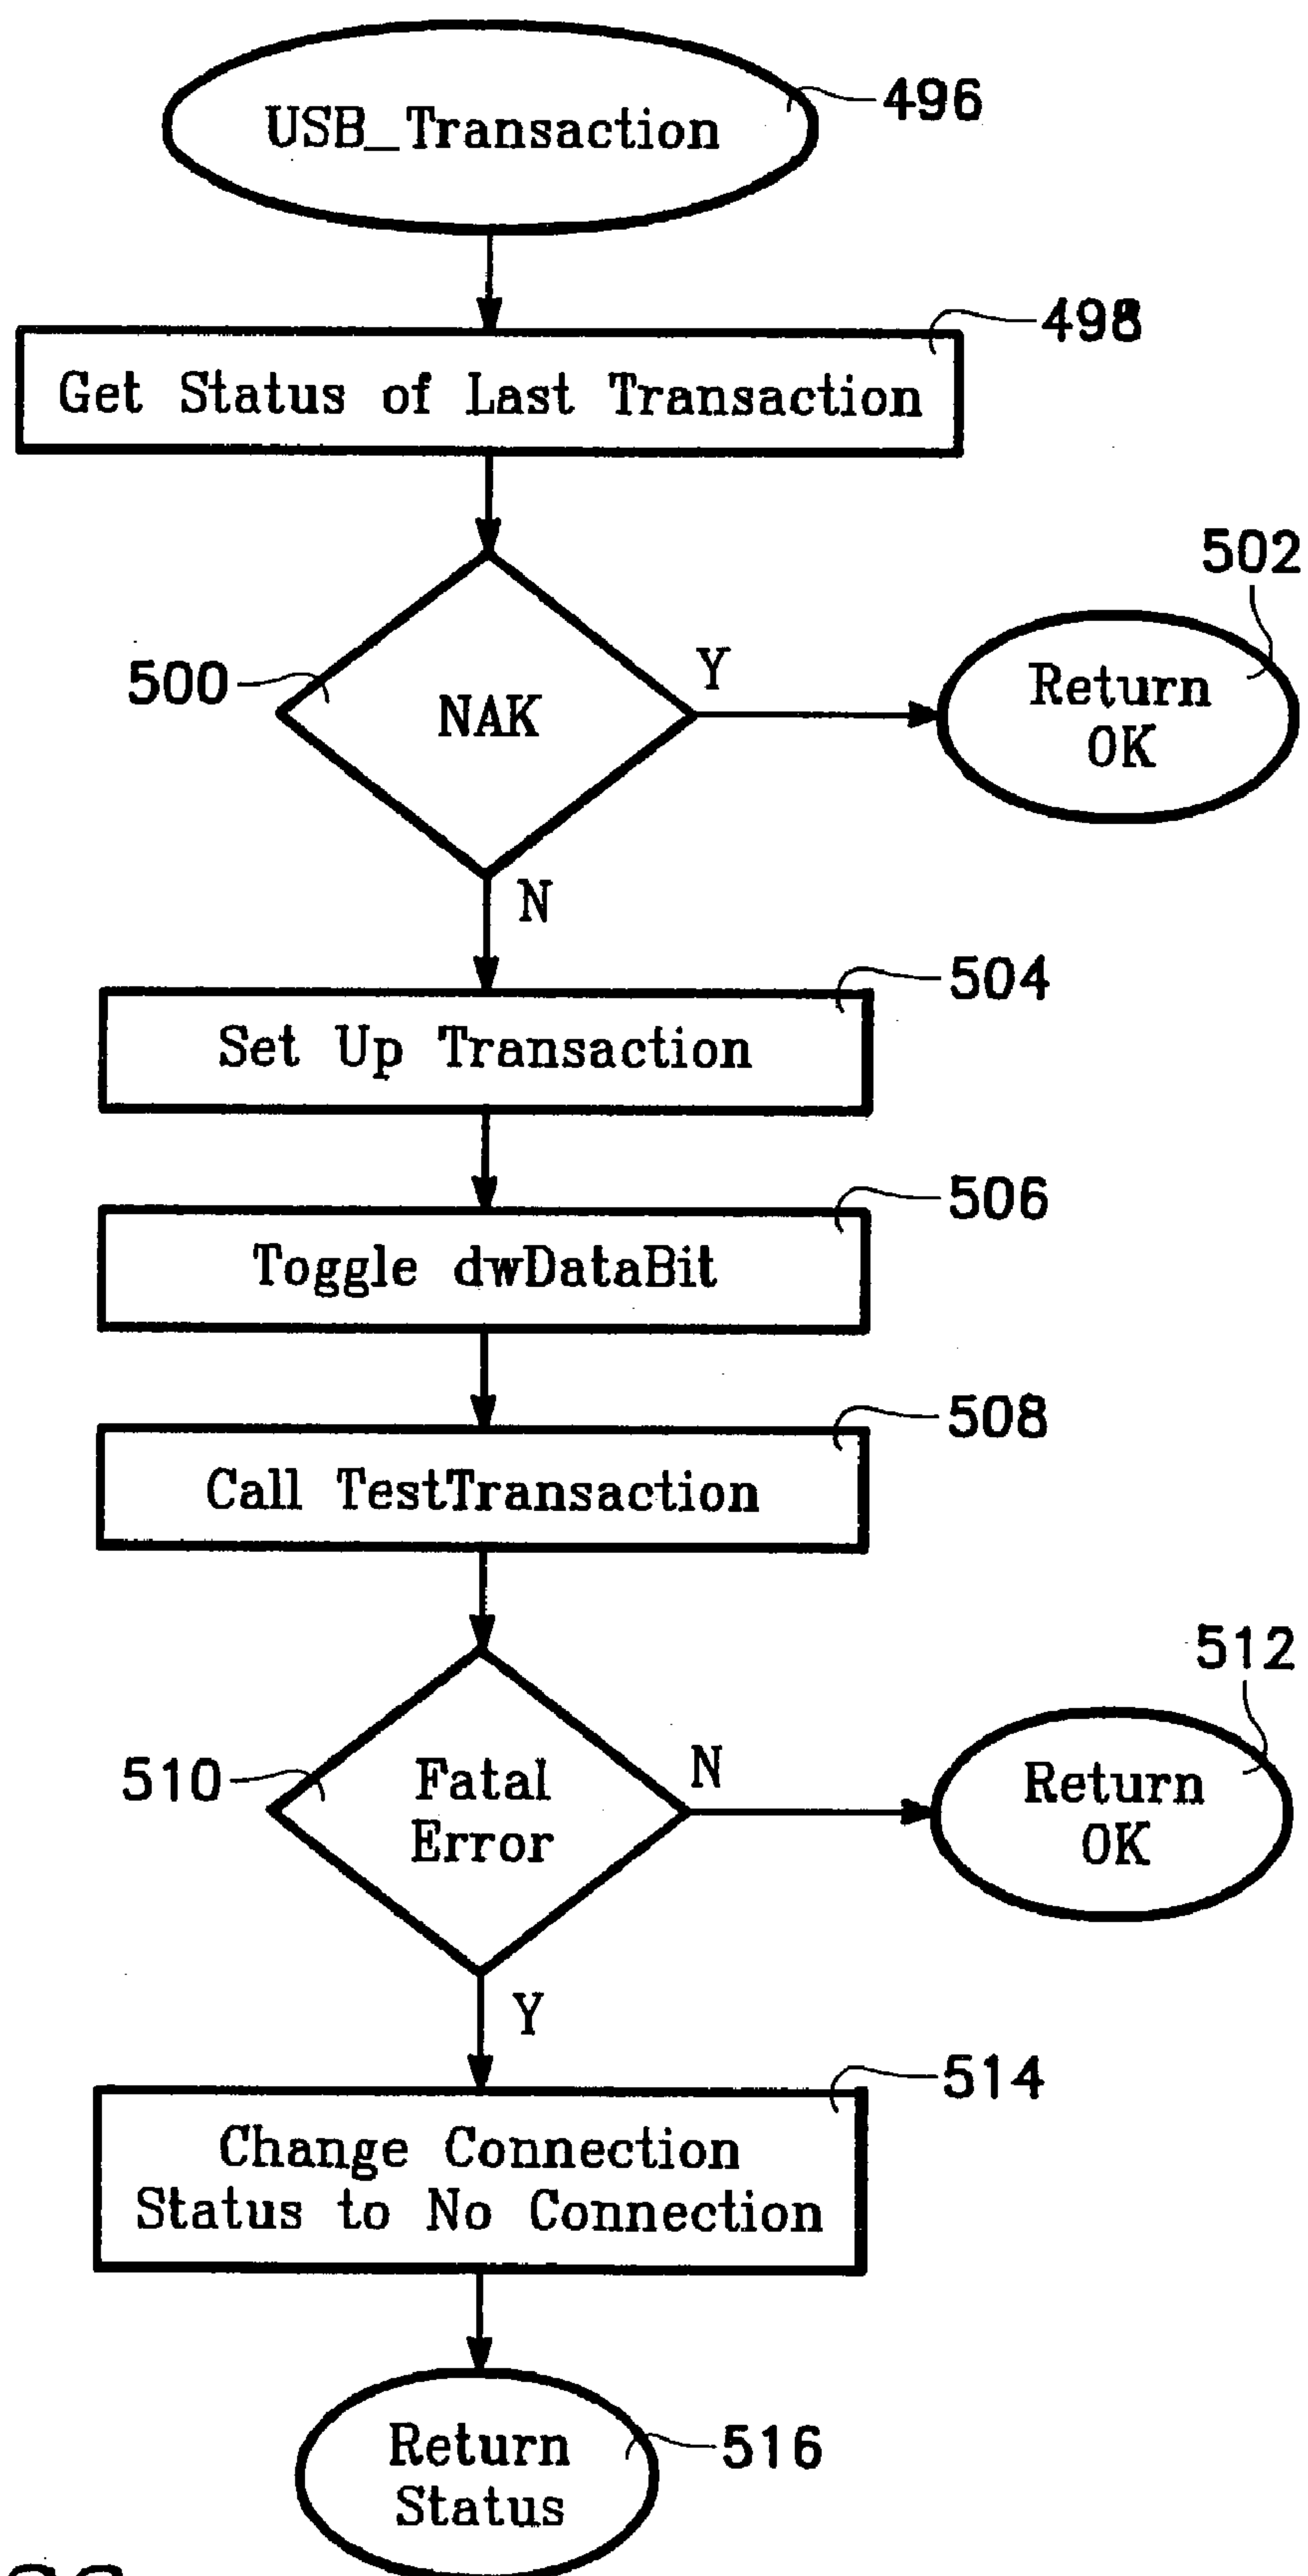 USB_Transaction
496
498
Get Status of Last Transaction
502
500
NAK
Y
Return
OK
N
504
Set Up Transaction
506
Toggle dwDataBit
508
Call TestTransaction
512
510
Fatal
Error
N
Return
OK
Y
514
Change Connection
Status to No Connection
Return
Status
516